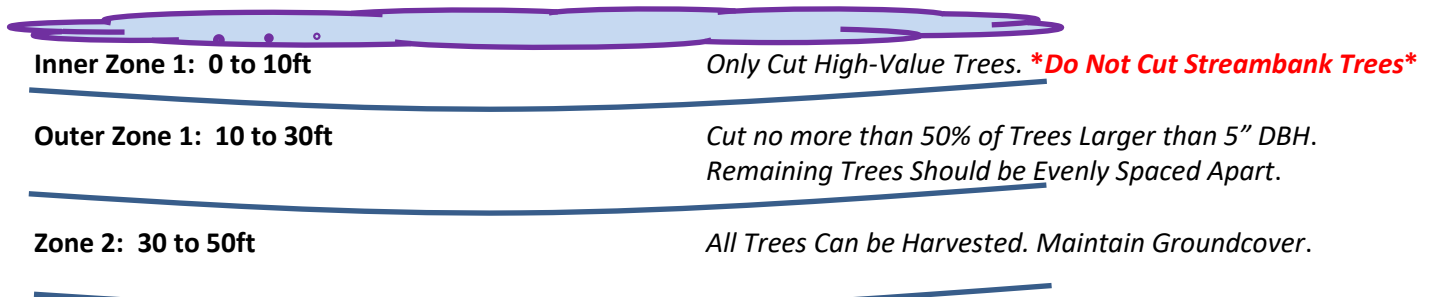 Inner Zone 1: 0 to 10ft Only Cut High-Value Trees. *Do Not Cut Streambank Trees*
Outer Zone 1: 10 to 30ft Cut no more than 50% of Trees Larger than 5” DBH.
Remaining Trees Should be Evenly Spaced Apart.
Zone 2: 30 to 50ft All Trees Can be Harvested. Maintain Groundcover.